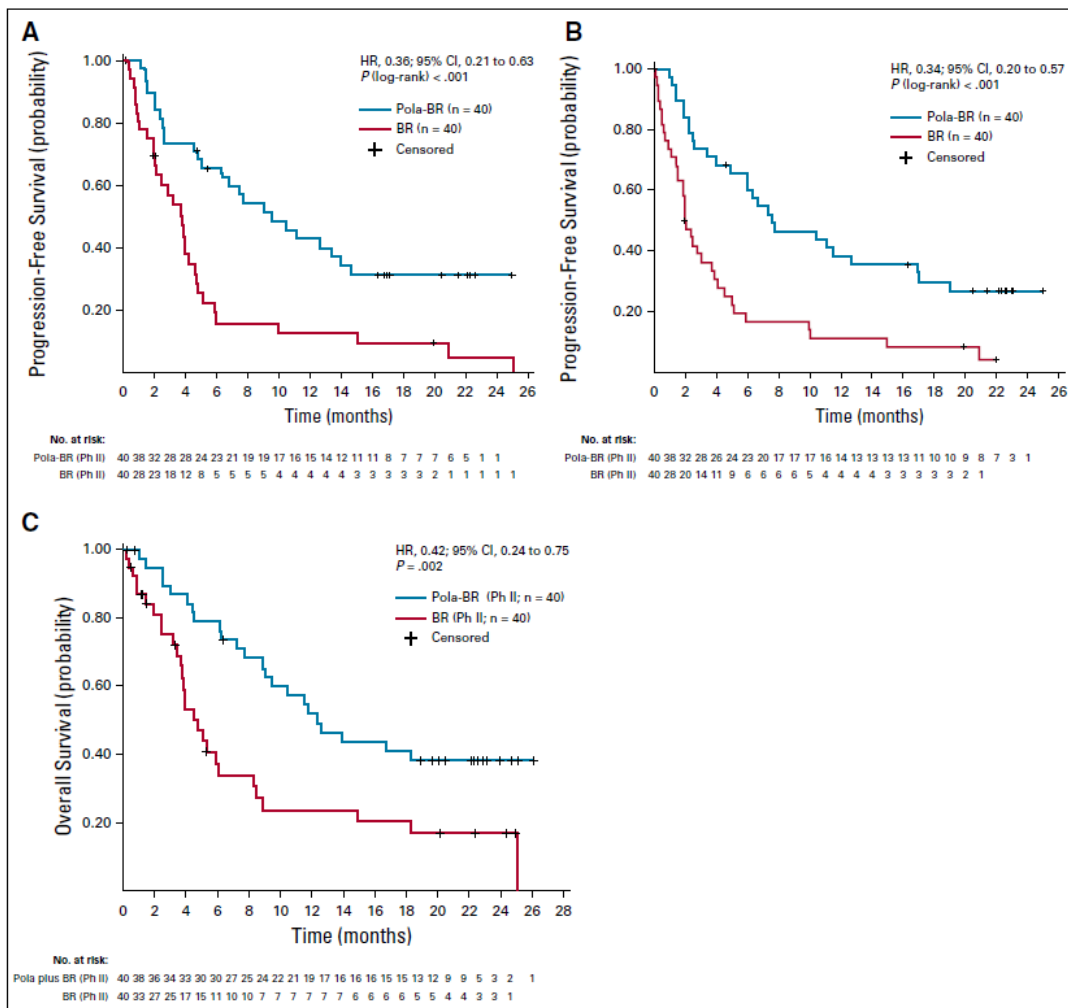 A
HR, 0.36; 95% CI, 0.21 to 0.63
P (log-rank) < .001
Pola-BR (n = 40)
BR (n = 40)
Censored
Progression-Free Survival (probability)
1.00
0.80
0.60
0.40
0.20
0 2 4 6 8 10 12 14 16 18 20 22 24 26
Time (months)
No. at risk:
Pola-BR (Ph II) 40 38 32 28 28 24 23 21 19 19 17 16 15 14 12 11 11 8 7 7 7 6 5 1 1
BR (Ph II) 40 28 23 18 12 8 5 5 5 5 4 4 4 4 4 3 3 3 3 3 2 1 1 1 1 1
B
HR, 0.34; 95% CI, 0.20 to 0.57
P (log-rank) < .001
Pola-BR (n = 40)
BR (n = 40)
Censored
Progression-Free Survival (probability)
1.00
0.80
0.60
0.40
0.20
0 2 4 6 8 10 12 14 16 18 20 22 24 26
Time (months)
No. at risk:
Pola-BR (Ph II) 40 38 32 28 26 24 23 20 17 17 17 16 14 13 13 13 13 11 10 10 9 8 7 3 1
BR (Ph II) 40 28 20 14 11 9 6 6 6 6 5 4 4 4 4 3 3 3 3 3 2 1
C
HR, 0.42; 95% CI, 0.24 to 0.75
P = .002
Pola-BR (Ph II; n = 40)
BR (Ph II; n = 40)
Censored
Overall Survival (probability)
1.00
0.80
0.60
0.40
0.20
0 2 4 6 8 10 12 14 16 18 20 22 24 26 28
Time (months)
No. at risk:
Pola plus BR (Ph II) 40 38 36 34 33 30 30 27 25 24 22 21 19 17 16 16 16 15 15 13 12 9 9 5 3 2 1
BR (Ph II) 40 33 27 25 17 15 11 10 10 7 7 7 7 7 7 6 6 6 6 5 5 4 4 3 3 1